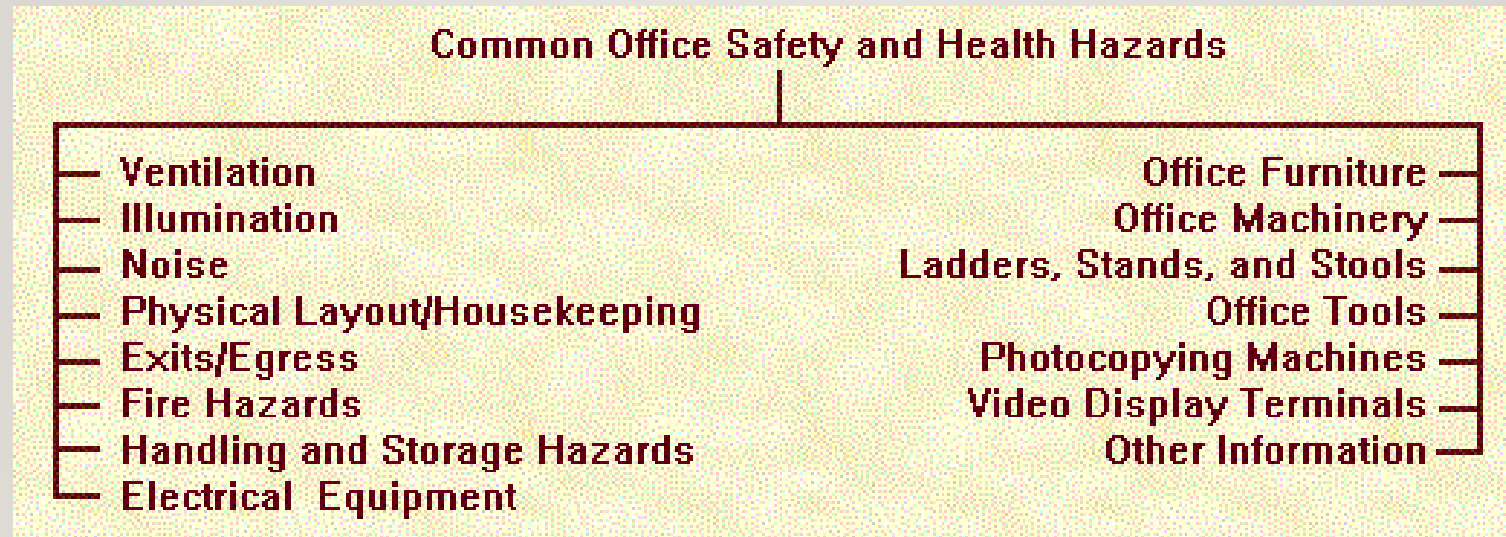 Common Office Safety and Health Hazards
Ventilation
Illumination
Noise
Physical Layout/Housekeeping
Exits/Egress
Fire Hazards
Handling and Storage Hazards
Electrical Equipment
Office Furniture
Office Machinery
Ladders, Stands, and Stools
Office Tools
Photocopying Machines
Video Display Terminals
Other Information